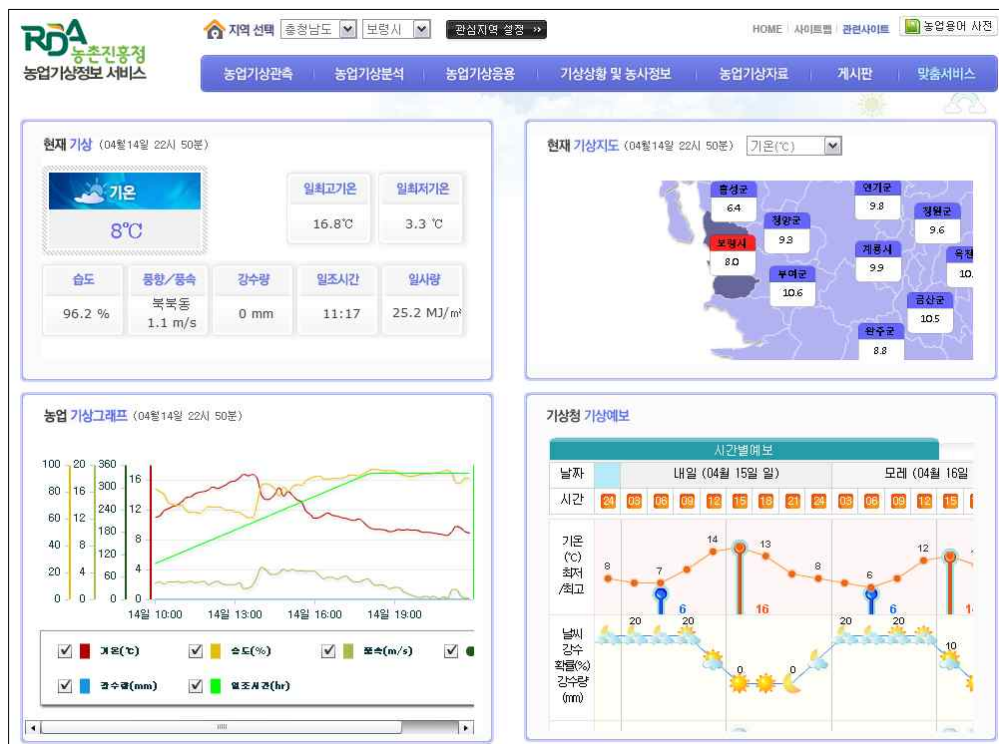 RDA
농촌진흥청
농업기상정보 서비스
지역 선택 충청남도 보령시 관심지역 설정 »
HOME 사이트맵 관련사이트 농업용어 사전
농업기상관측 농업기상분석 농업기상응용 기상상황 및 농사정보 농업기상자료 게시판 맞춤서비스
현재 기상 (04월14일 22시 50분)
기온
8℃
일최고기온 일최저기온
16.8℃ 3.3 ℃
습도 풍향/풍속 강수량 일조시간 일사량
96.2 % 북북동 1.1 m/s 0 mm 11:17 25.2 MJ/m²
현재 기상지도 (04월14일 22시 50분) 기온(℃)
홍성군
6.4
연기군
9.8
청원군
9.6
청양군
9.3
보령시
8.0
계룡시
9.9
옥천
10.
부여군
10.6
금산군
10.5
완주군
8.8
농업 기상그래프 (04월14일 22시 50분)
100 20 360
16
80 16 300
240 12
60 12
180
40 8 120 8
20 4 60 4
0 0 0 0
14일 10:00 14일 13:00 14일 16:00 14일 19:00
기온(℃) 습도(%) 풍속(m/s)
강수량(mm) 일조시간(hr)
기상청 기상예보
시간별예보
날짜 내일 (04월 15일 일) 모레 (04월 16일
시간 24 03 06 09 12 15 18 21 24 03 06 09 12 15
기온
(℃)
최저
/최고
8 7 14 13 8 6 12
6 16 6 1
날씨
강수
확률(%)
강수량
(mm)
20 20 20 20
0 0 10